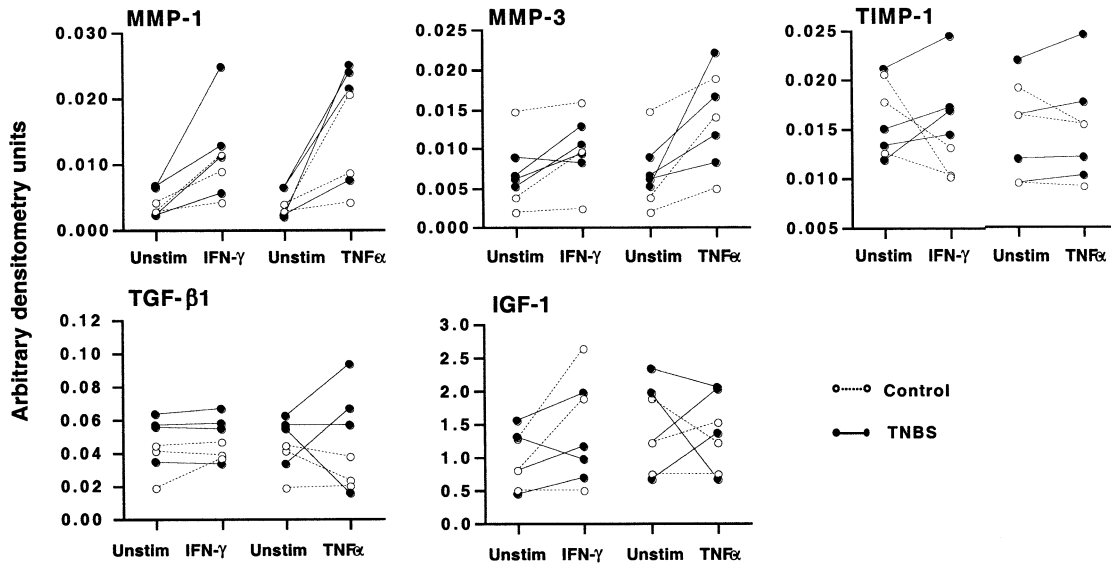 MMP-1
0.030
0.020
0.010
0.000
Unstim IFN-γ Unstim TNFα
MMP-3
0.025
0.020
0.015
0.010
0.005
0.000
Unstim IFN-γ Unstim TNFα
TIMP-1
0.025
0.020
0.015
0.010
0.005
Unstim IFN-γ Unstim TNFα
Arbitrary densitometry units
TGF-β1
0.12
0.10
0.08
0.06
0.04
0.02
0.00
Unstim IFN-γ Unstim TNFα
IGF-1
3.0
2.5
2.0
1.5
1.0
0.5
0.0
Unstim IFN-γ Unstim TNFα
Control
TNBS